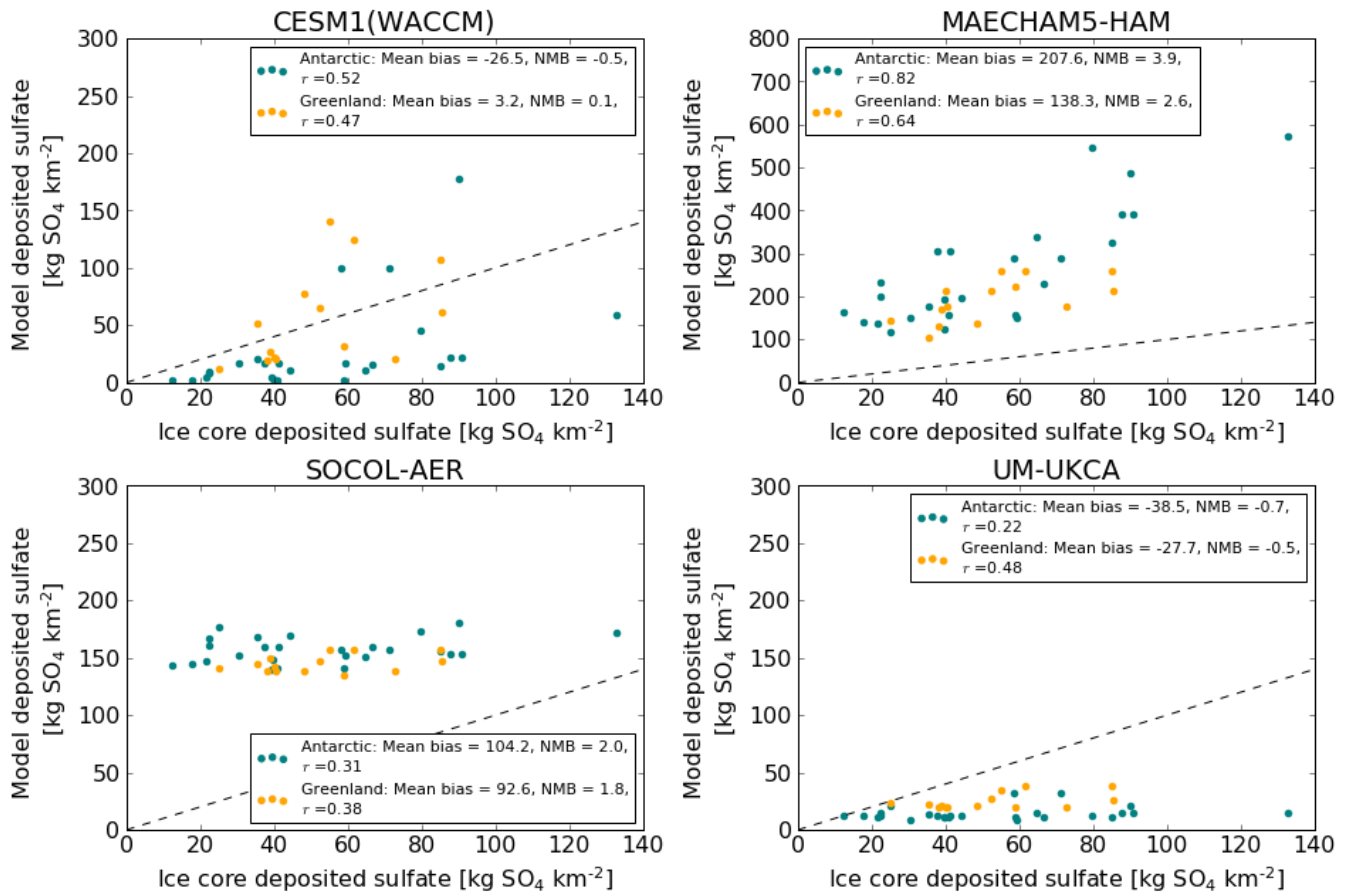 CESM1(WACCM)
300
250
200
150
100
50
0
Model deposited sulfate
[kg SO₄ km⁻²]
Antarctic: Mean bias = -26.5, NMB = -0.5,
r =0.52
Greenland: Mean bias = 3.2, NMB = 0.1,
r =0.47
0 20 40 60 80 100 120 140
Ice core deposited sulfate [kg SO₄ km⁻²]
MAECHAM5-HAM
800
700
600
500
400
300
200
100
0
Model deposited sulfate
[kg SO₄ km⁻²]
Antarctic: Mean bias = 207.6, NMB = 3.9,
r =0.82
Greenland: Mean bias = 138.3, NMB = 2.6,
r =0.64
0 20 40 60 80 100 120 140
Ice core deposited sulfate [kg SO₄ km⁻²]
SOCOL-AER
300
250
200
150
100
50
0
Model deposited sulfate
[kg SO₄ km⁻²]
Antarctic: Mean bias = 104.2, NMB = 2.0,
r =0.31
Greenland: Mean bias = 92.6, NMB = 1.8,
r =0.38
0 20 40 60 80 100 120 140
Ice core deposited sulfate [kg SO₄ km⁻²]
UM-UKCA
300
250
200
150
100
50
0
Model deposited sulfate
[kg SO₄ km⁻²]
Antarctic: Mean bias = -38.5, NMB = -0.7,
r =0.22
Greenland: Mean bias = -27.7, NMB = -0.5,
r =0.48
0 20 40 60 80 100 120 140
Ice core deposited sulfate [kg SO₄ km⁻²]